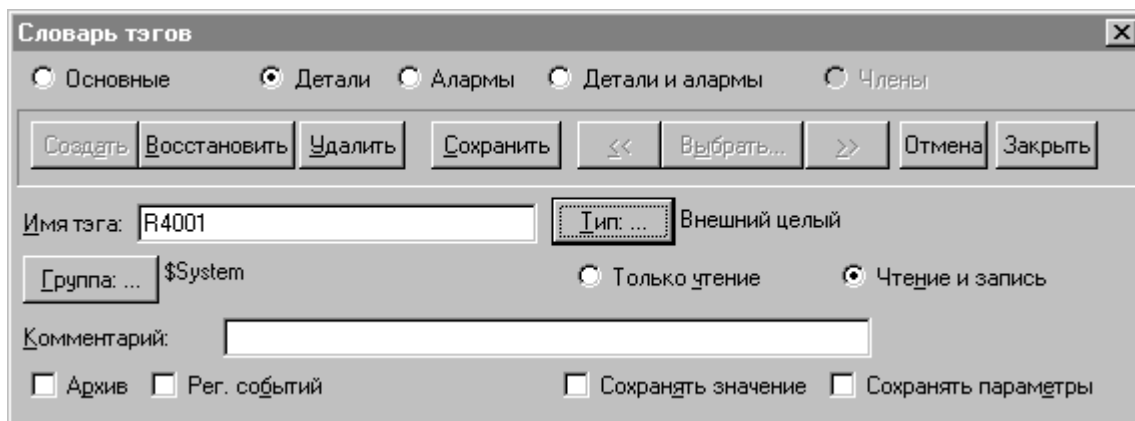 Словарь тэгов
Основные Детали Алармы Детали и алармы Члены
Создать Восстановить Удалить Сохранить << Выбрать... >> Отмена Закрыть
Имя тэга: R4001 Тип: ... Внешний целый
Группа: ... $System Только чтение Чтение и запись
Комментарий:
Архив Рег. событий Сохранять значение Сохранять параметры